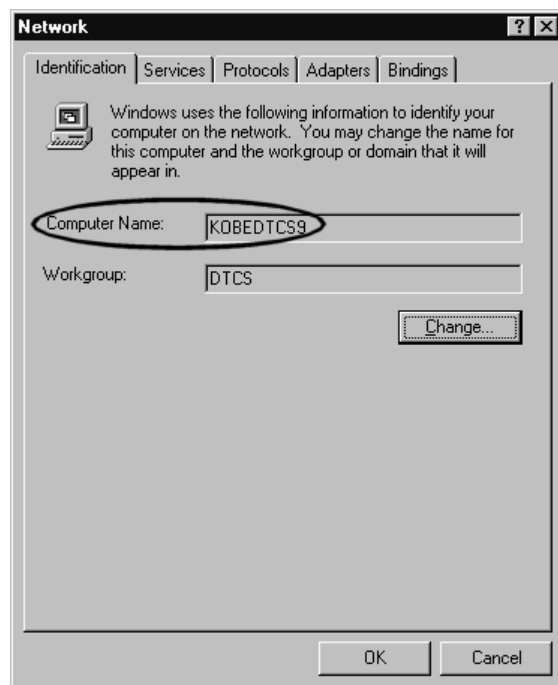 Network
Identification Services Protocols Adapters Bindings
Windows uses the following information to identify your
computer on the network.  You may change the name for
this computer and the workgroup or domain that it will
appear in.
Computer Name: KOBEDTCS9
Workgroup: DTCS
Change...
OK Cancel